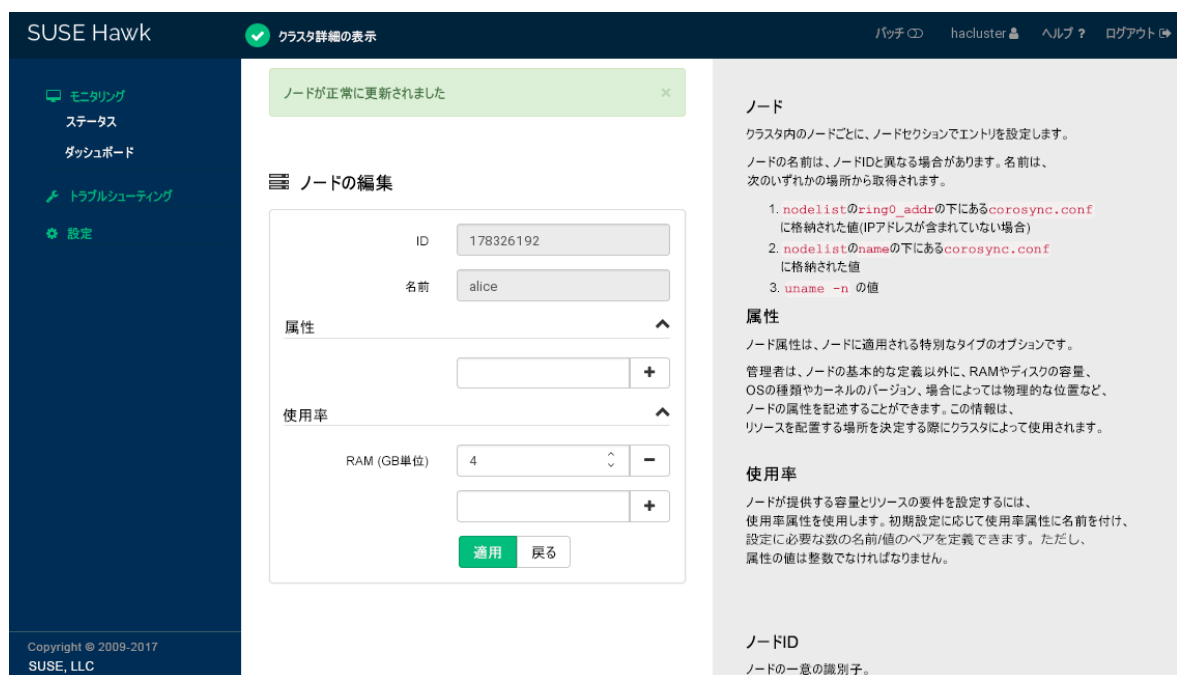 SUSE Hawk
クラスタ詳細の表示
バッチ
hacluster
ヘルプ ?
ログアウト
モニタリング
ステータス
ダッシュボード
トラブルシューティング
設定
Copyright © 2009-2017
SUSE, LLC
ノードが正常に更新されました
×
ノードの編集
ID
178326192
名前
alice
属性
+
使用率
RAM (GB単位)
4
−
+
適用
戻る
ノード
クラスタ内のノードごとに、ノードセクションでエントリを設定します。
ノードの名前は、ノードIDと異なる場合があります。名前は、
次のいずれかの場所から取得されます。
1. nodelistのring0_addrの下にあるcorosync.conf
に格納された値(IPアドレスが含まれていない場合)
2. nodelistのnameの下にあるcorosync.conf
に格納された値
3. uname -n の値
属性
ノード属性は、ノードに適用される特別なタイプのオプションです。
管理者は、ノードの基本的な定義以外に、RAMやディスクの容量、
OSの種類やカーネルのバージョン、場合によっては物理的な位置など、
ノードの属性を記述することができます。この情報は、
リソースを配置する場所を決定する際にクラスタによって使用されます。
使用率
ノードが提供する容量とリソースの要件を設定するには、
使用率属性を使用します。初期設定に応じて使用率属性に名前を付け、
設定に必要な数の名前/値のペアを定義できます。ただし、
属性の値は整数でなければなりません。
ノードID
ノードの一意の識別子。